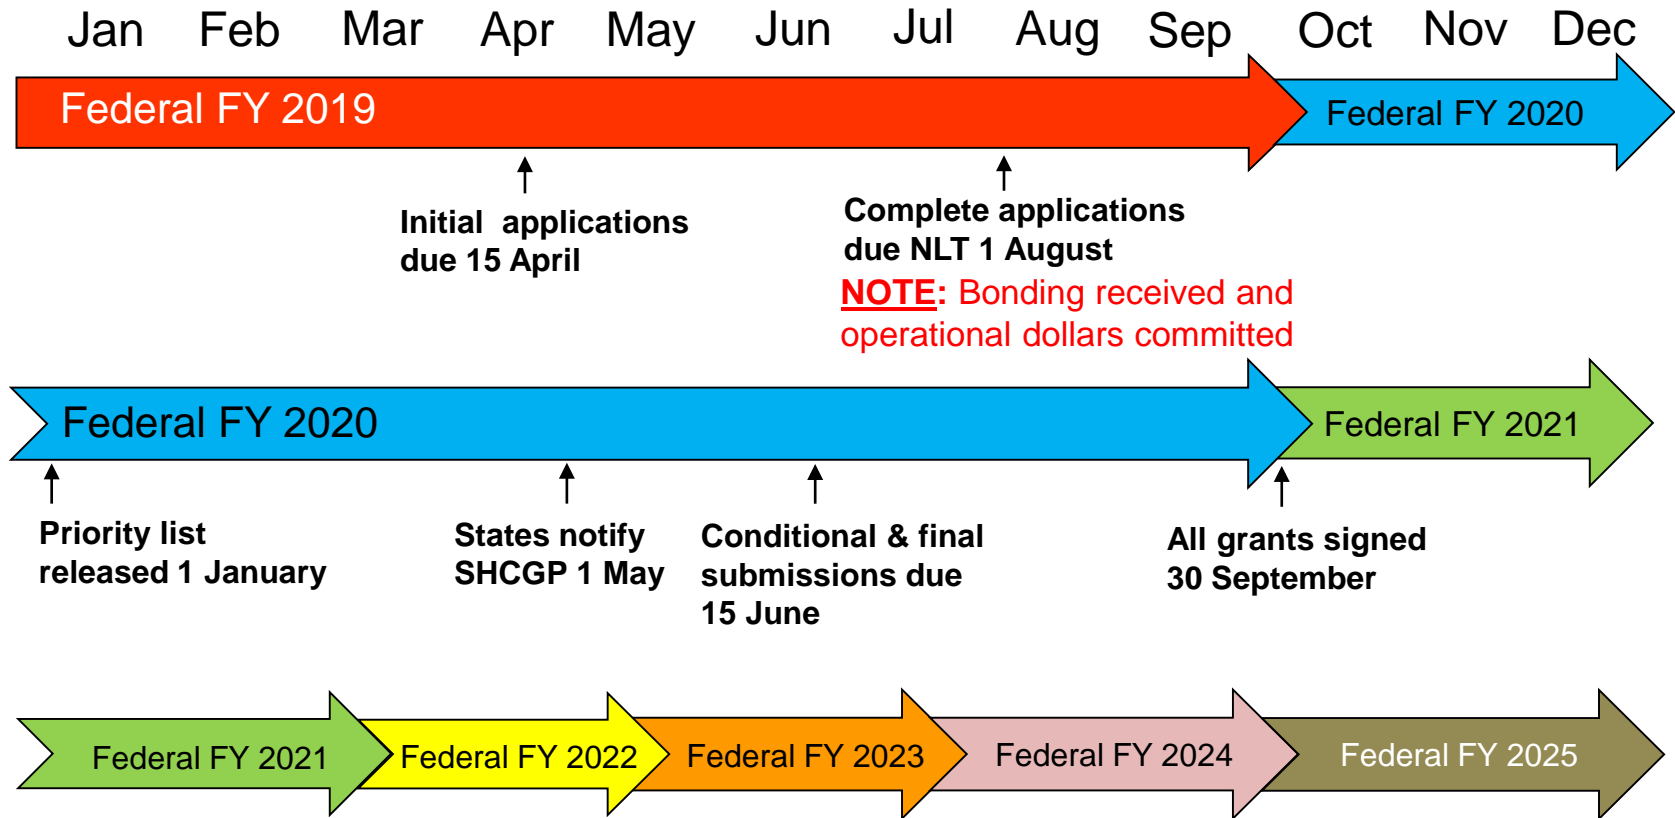 Jan Feb Mar Apr May Jun Jul Aug Sep Oct Nov Dec
Federal FY 2019
Federal FY 2020
Initial applications
due 15 April
Complete applications
due NLT 1 August
NOTE: Bonding received and
operational dollars committed
Federal FY 2020
Federal FY 2021
Priority list
released 1 January
States notify
SHCGP 1 May
Conditional & final
submissions due
15 June
All grants signed
30 September
Federal FY 2021
Federal FY 2022
Federal FY 2023
Federal FY 2024
Federal FY 2025